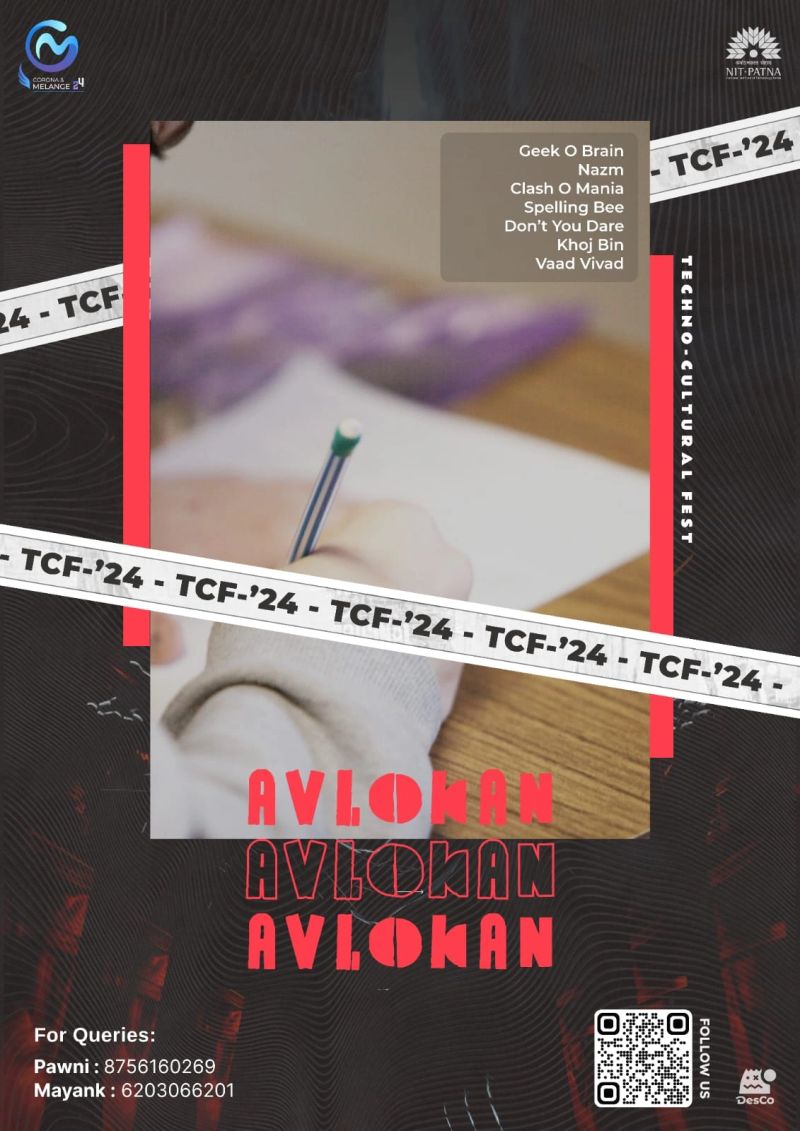 CORONA &
MELANGE 24
NIT-PATNA
Geek O Brain
Nazm
Clash O Mania
Spelling Bee
Don't You Dare
Khoj Bin
Vaad Vivad
- TCF-'24
24 - TCF-
TECHNO-CULTURAL FEST
- TCF-'24 - TCF-'24 - TCF-'24 - TCF-'24 - TCF-'24 -
AVLOKAN
AVLOKAN
AVLOKAN
For Queries:
Pawni : 8756160269
Mayank : 6203066201
FOLLOW US
DesCo